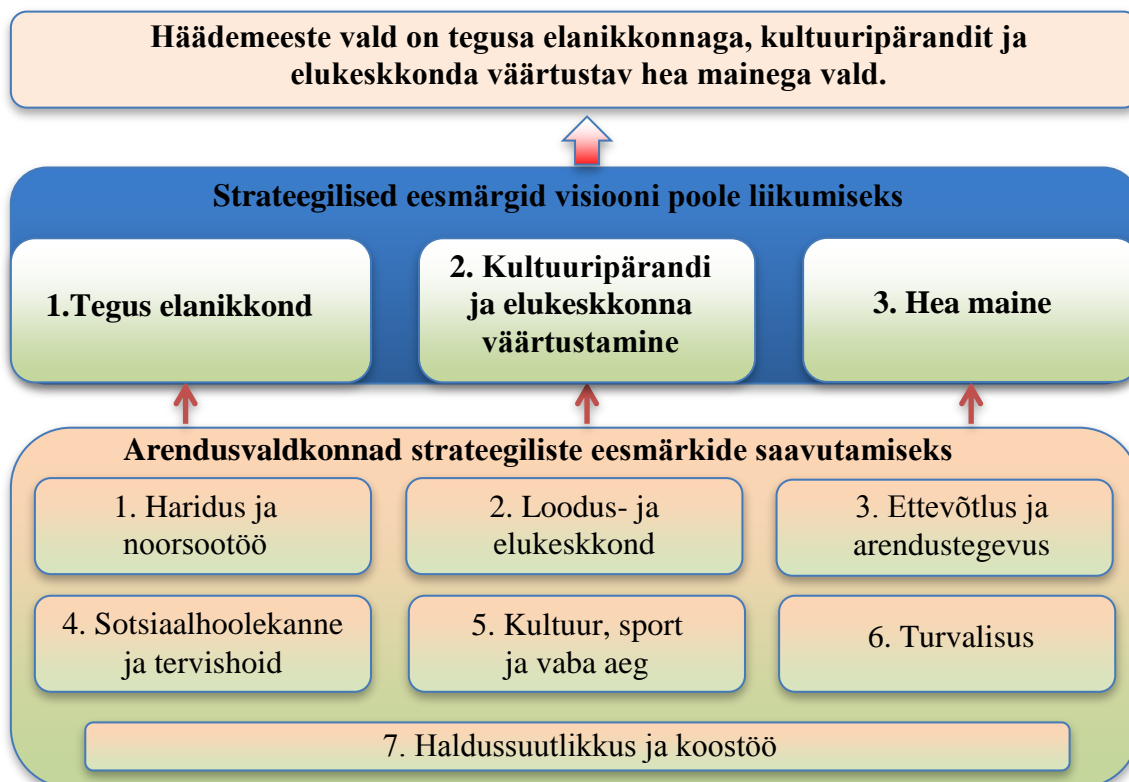 Häädemeeste vald on tegusa elanikkonnaga, kultuuripärandit ja
elukeskkonda väärtustav hea mainega vald.
Strateegilised eesmärgid visiooni poole liikumiseks
1.Tegus elanikkond
2. Kultuuripärandi
ja elukeskkonna
väärtustamine
3. Hea maine
Arendusvaldkonnad strateegiliste eesmärkide saavutamiseks
1. Haridus ja
noorsootöö
2. Loodus- ja
elukeskkond
3. Ettevõtlus ja
arendustegevus
4. Sotsiaalhoolekanne
ja tervishoid
5. Kultuur, sport
ja vaba aeg
6. Turvalisus
7. Haldussuutlikkus ja koostöö